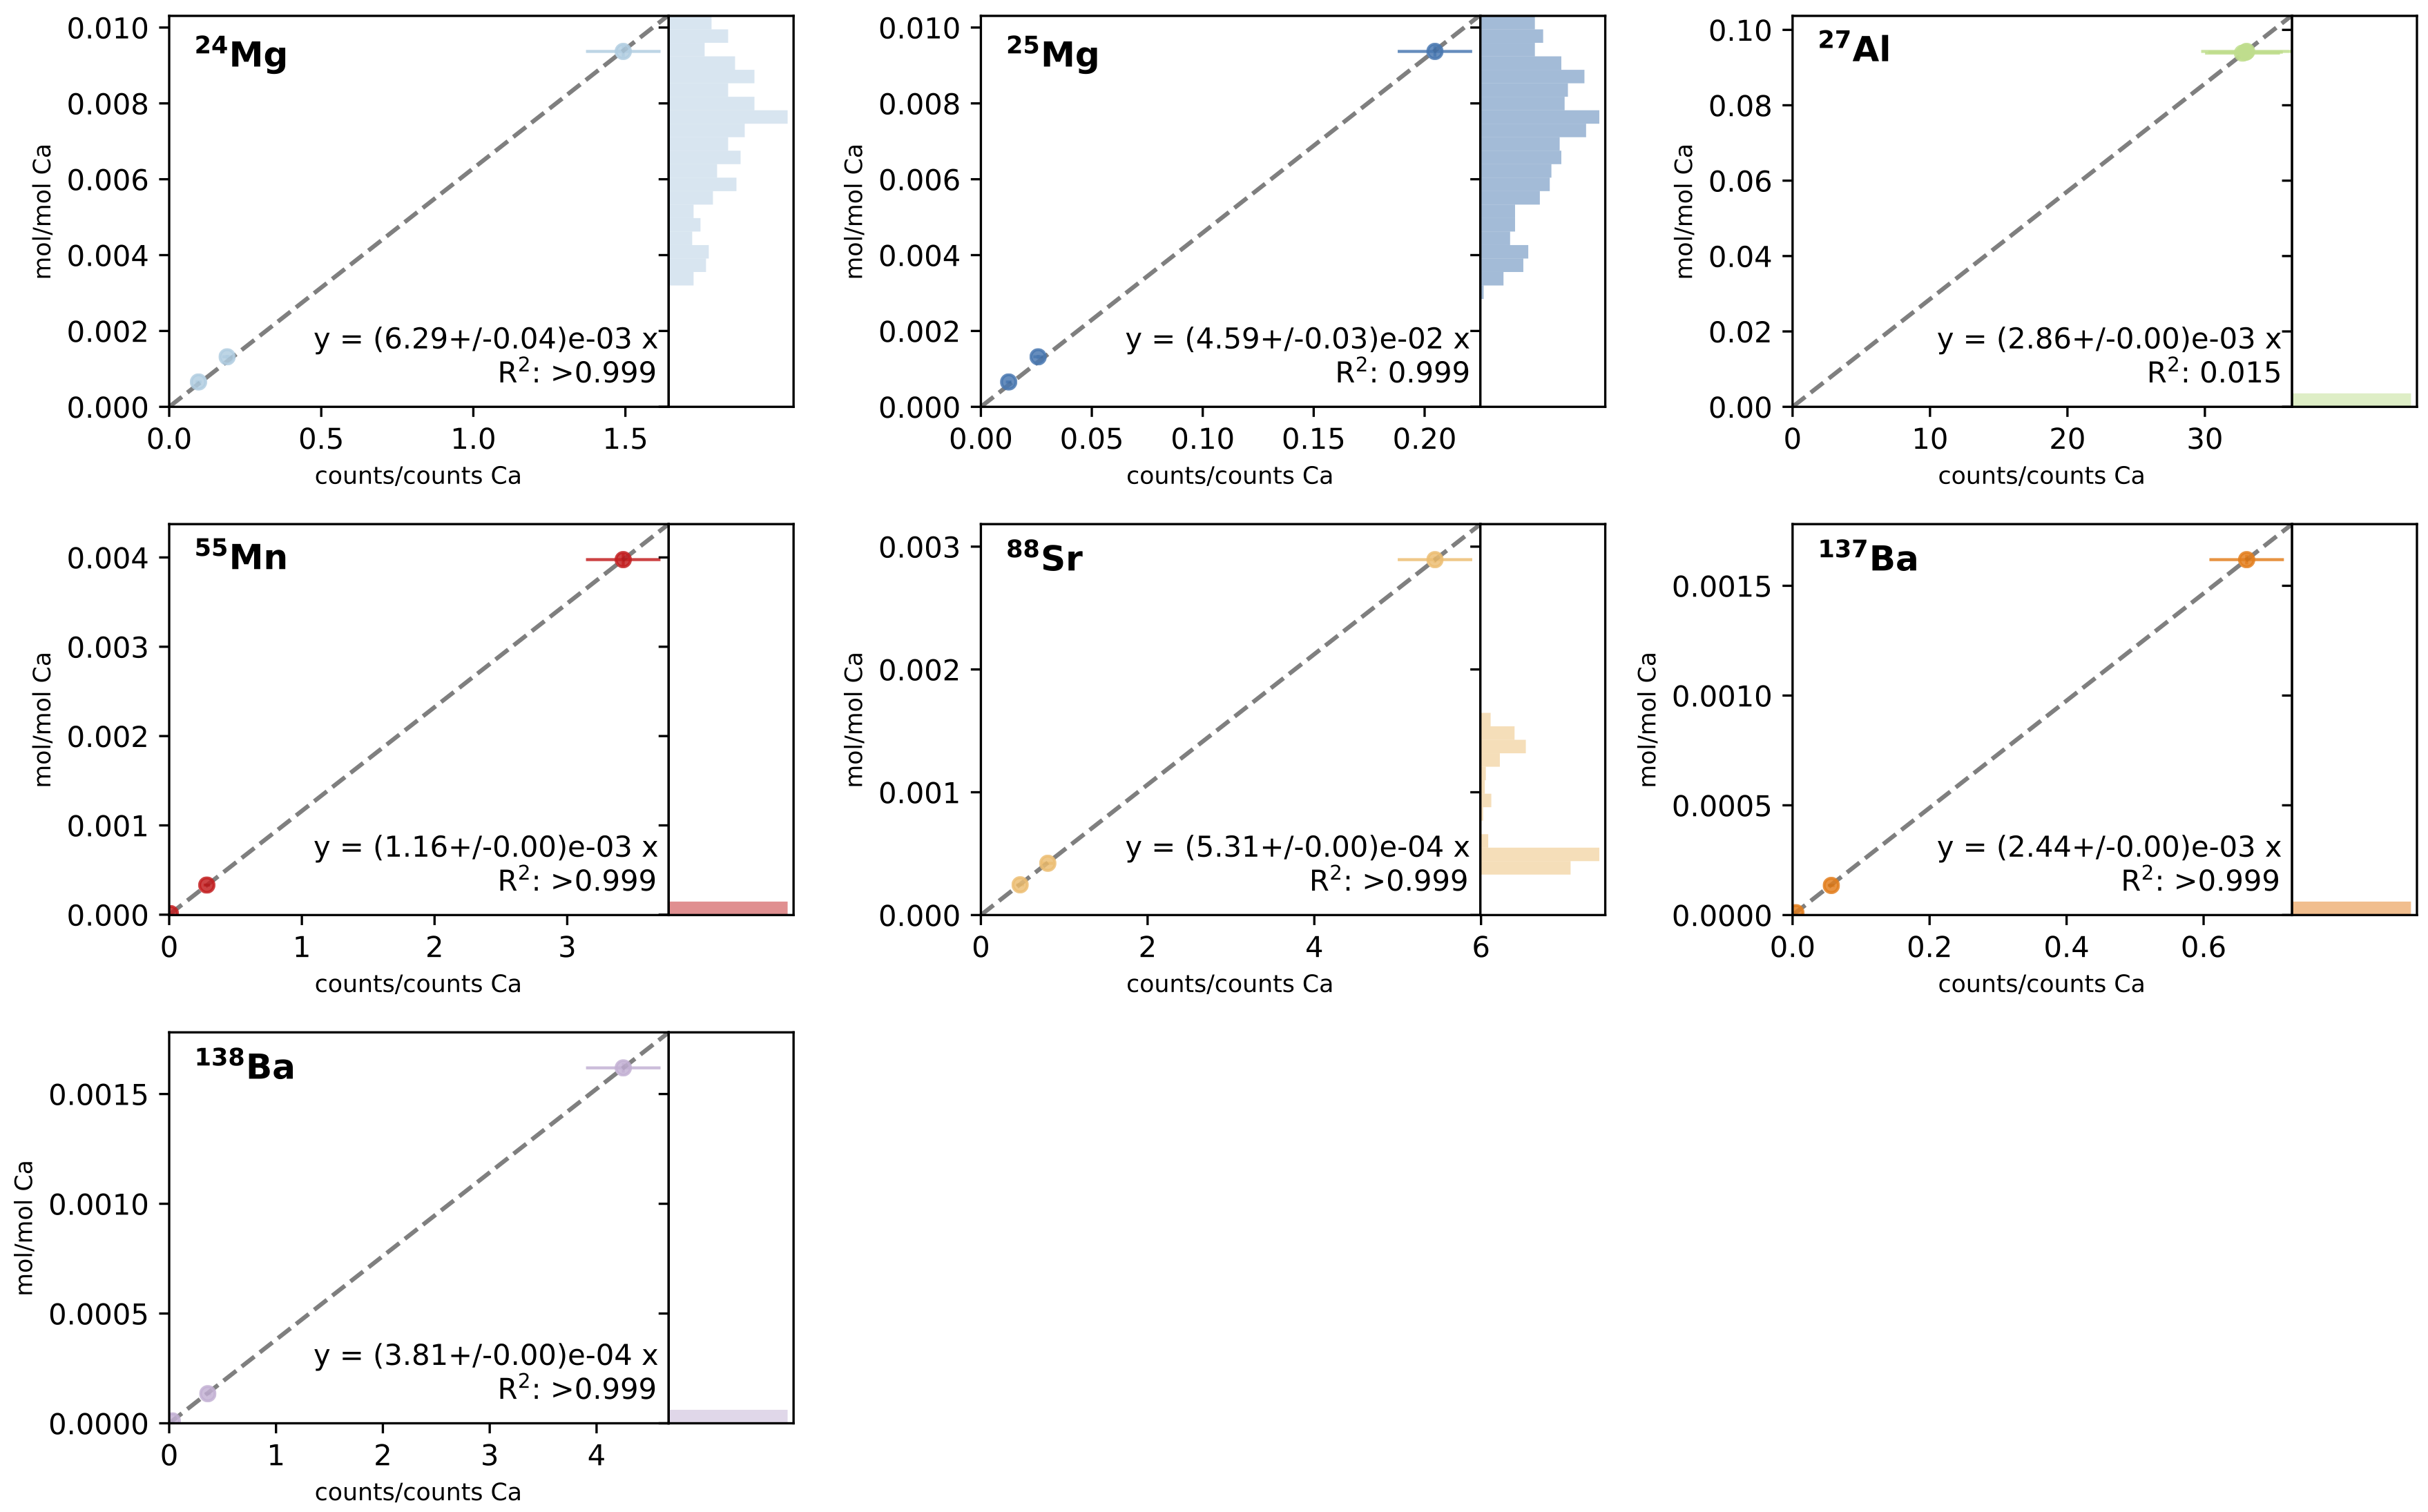 ²⁴Mg
0.010
0.008
0.006
0.004
0.002
0.000
mol/mol Ca
y = (6.29+/-0.04)e-03 x
R²: >0.999
0.0 0.5 1.0 1.5
counts/counts Ca
²⁵Mg
0.010
0.008
0.006
0.004
0.002
0.000
mol/mol Ca
y = (4.59+/-0.03)e-02 x
R²: 0.999
0.00 0.05 0.10 0.15 0.20
counts/counts Ca
²⁷Al
0.10
0.08
0.06
0.04
0.02
0.00
mol/mol Ca
y = (2.86+/-0.00)e-03 x
R²: 0.015
0 10 20 30
counts/counts Ca
⁵⁵Mn
0.004
0.003
0.002
0.001
0.000
mol/mol Ca
y = (1.16+/-0.00)e-03 x
R²: >0.999
0 1 2 3
counts/counts Ca
⁸⁸Sr
0.003
0.002
0.001
0.000
mol/mol Ca
y = (5.31+/-0.00)e-04 x
R²: >0.999
0 2 4 6
counts/counts Ca
¹³⁷Ba
0.0015
0.0010
0.0005
0.0000
mol/mol Ca
y = (2.44+/-0.00)e-03 x
R²: >0.999
0.0 0.2 0.4 0.6
counts/counts Ca
¹³⁸Ba
0.0015
0.0010
0.0005
0.0000
mol/mol Ca
y = (3.81+/-0.00)e-04 x
R²: >0.999
0 1 2 3 4
counts/counts Ca